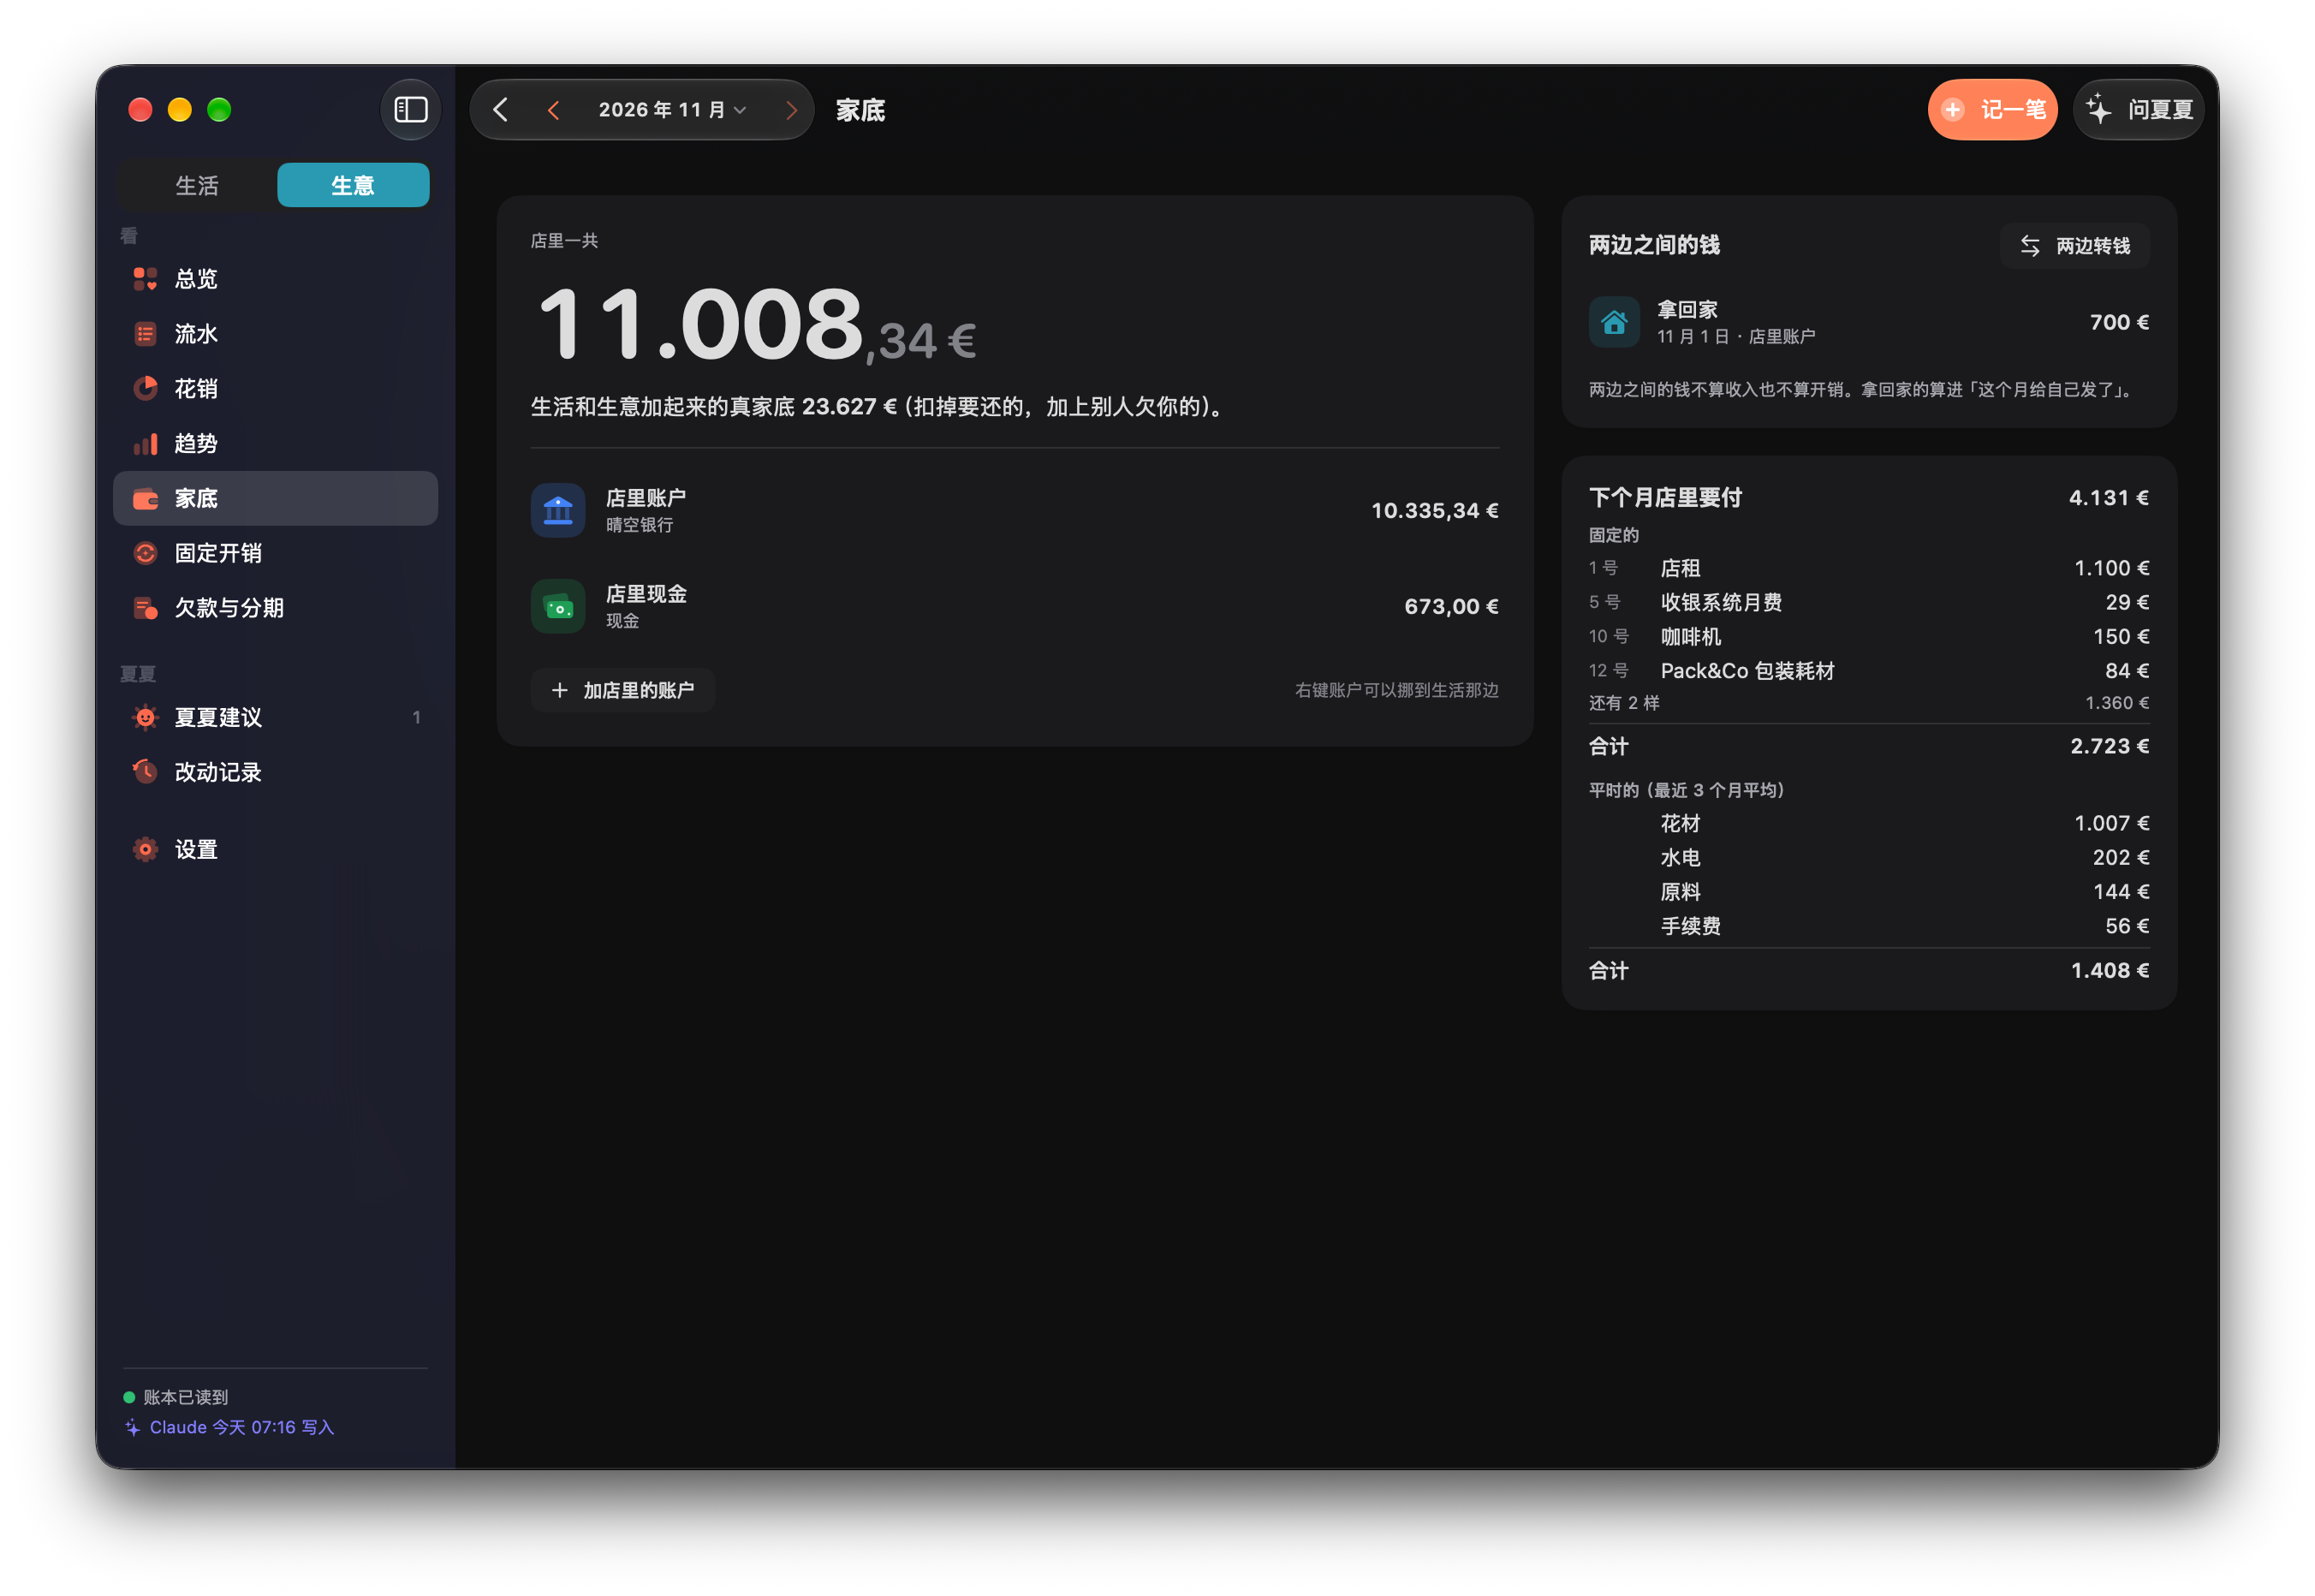 生活
生意
看
总览
流水
花销
趋势
家底
固定开销
欠款与分期
夏夏
夏夏建议 1
改动记录
设置
账本已读到
Claude 今天 07:16 写入
2026 年 11 月
家底
记一笔
问夏夏
店里一共
11.008,34 €
生活和生意加起来的真家底 23.627 €（扣掉要还的，加上别人欠你的）。
店里账户
晴空银行
10.335,34 €
店里现金
现金
673,00 €
加店里的账户
右键账户可以挪到生活那边
两边之间的钱
两边转钱
拿回家
11 月 1 日 · 店里账户
700 €
两边之间的钱不算收入也不算开销。拿回家的算进「这个月给自己发了」。
下个月店里要付 4.131 €
固定的
1 号 店租 1.100 €
5 号 收银系统月费 29 €
10 号 咖啡机 150 €
12 号 Pack&Co 包装耗材 84 €
还有 2 样 1.360 €
合计 2.723 €
平时的（最近 3 个月平均）
花材 1.007 €
水电 202 €
原料 144 €
手续费 56 €
合计 1.408 €